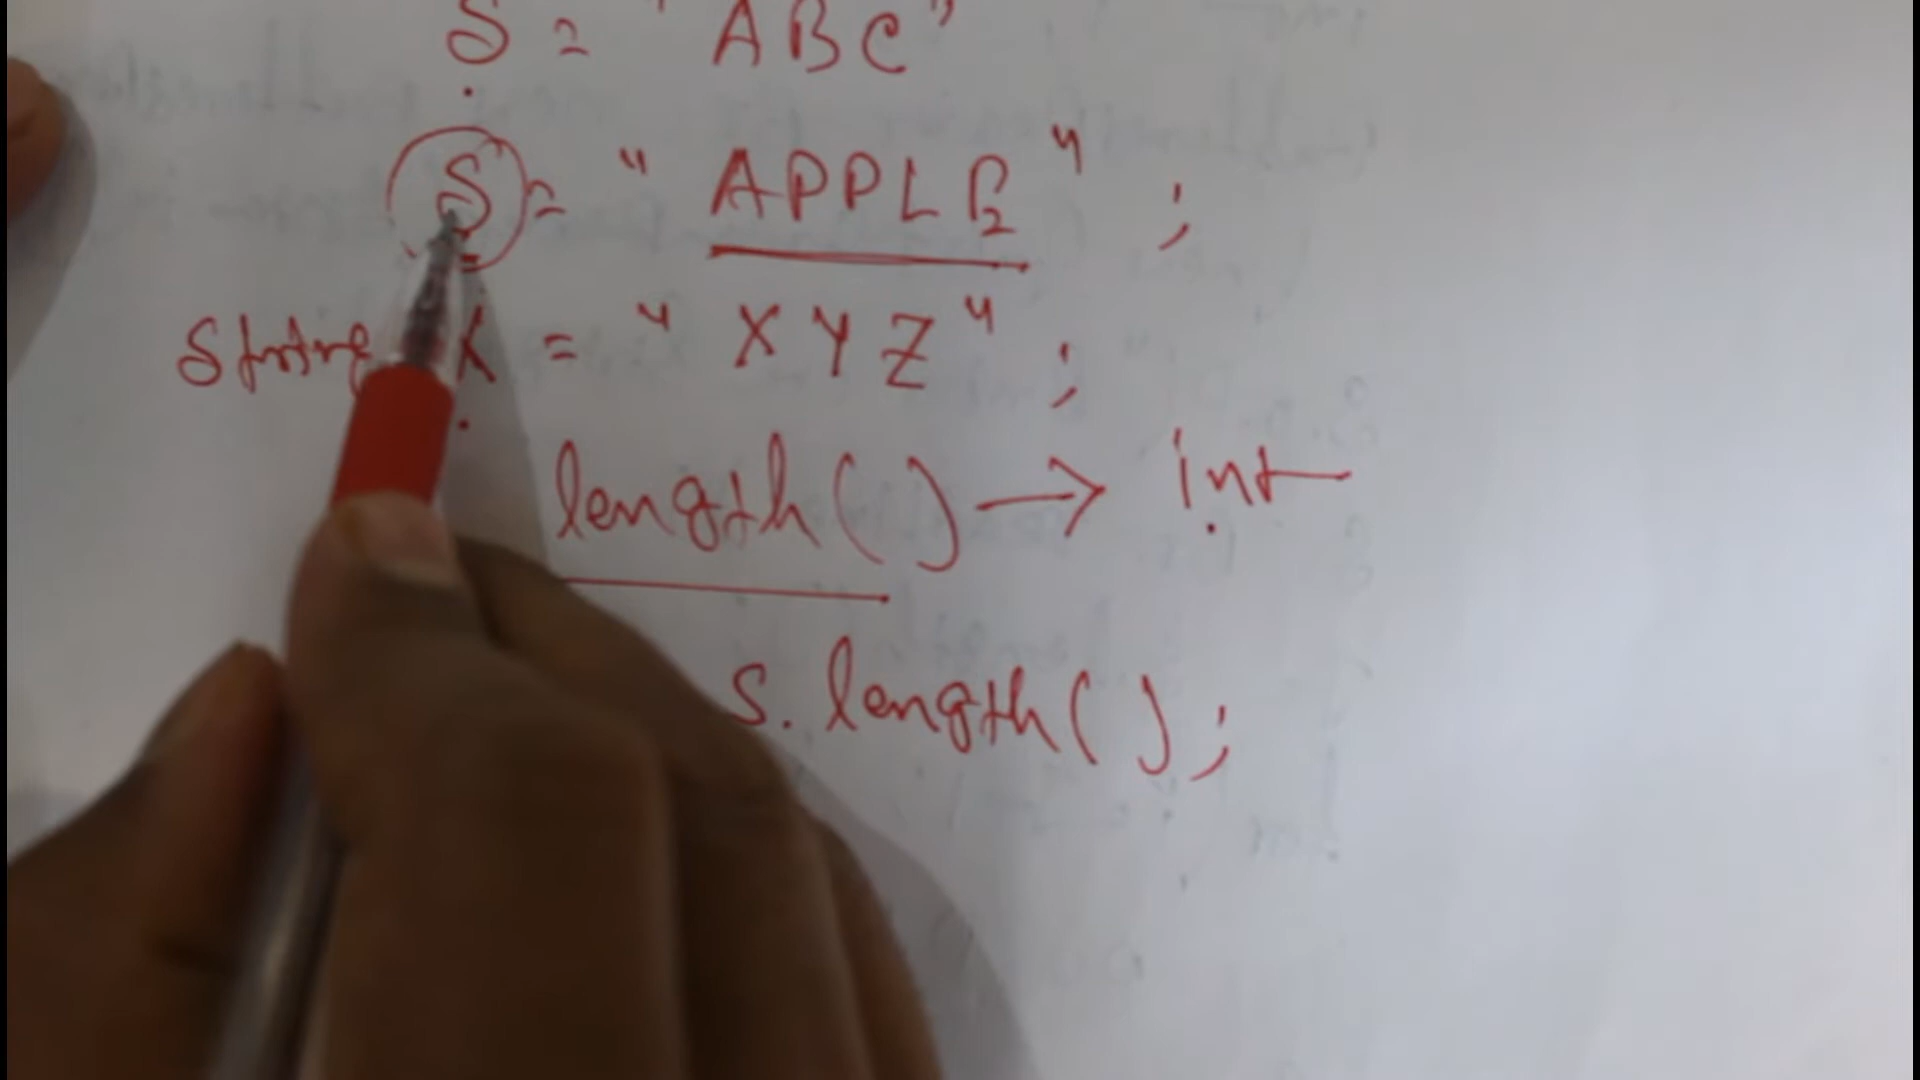 S = "ABC"
S = "APPLE";
String X = "XYZ";
length() → int
s.length();